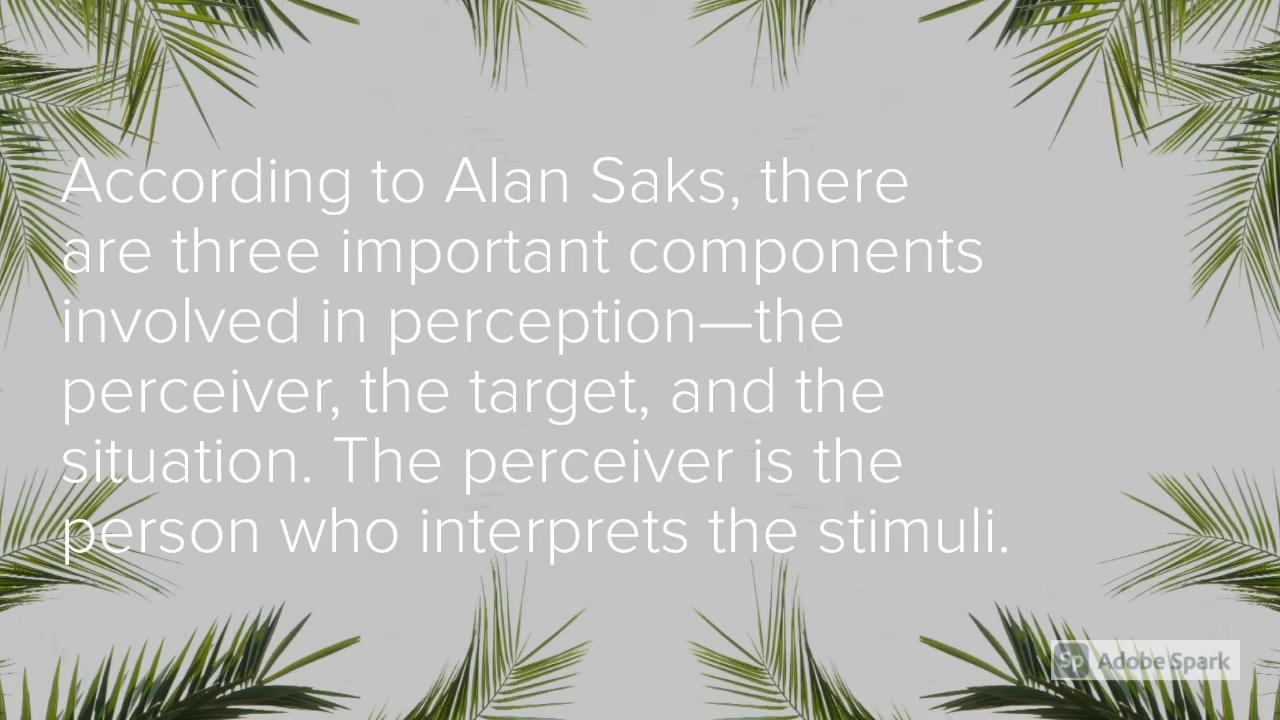 According to Alan Saks, there
are three important components
involved in perception—the
perceiver, the target, and the
situation. The perceiver is the
person who interprets the stimuli.
Sp Adobe Spark